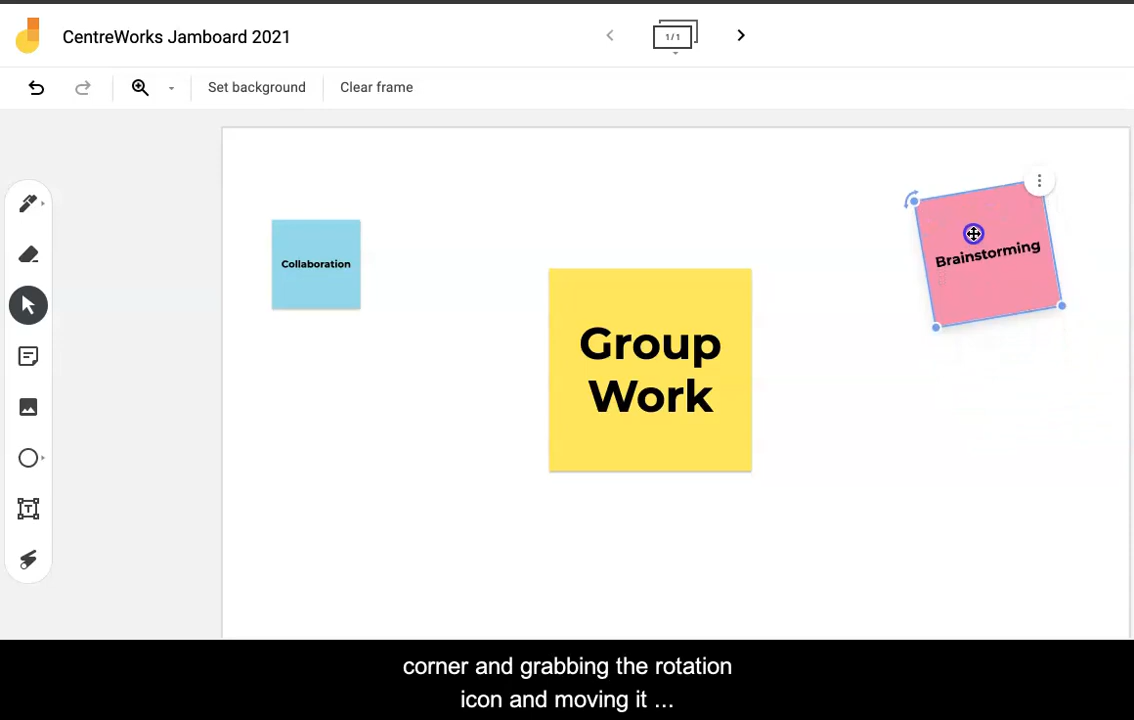 CentreWorks Jamboard 2021
1/1
Set background
Clear frame
Collaboration
Brainstorming
Group
Work
T
corner and grabbing the rotation
icon and moving it ...